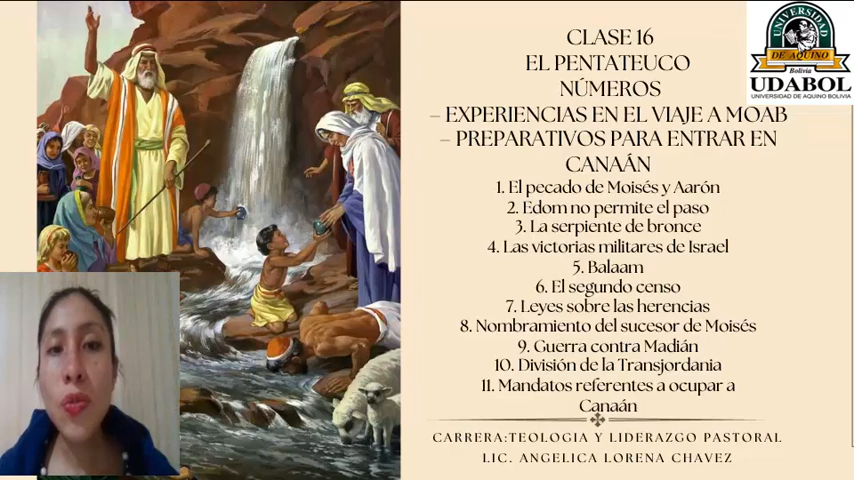 CLASE 16
EL PENTATEUCO
NÚMEROS
– EXPERIENCIAS EN EL VIAJE A MOAB
– PREPARATIVOS PARA ENTRAR EN
CANAÁN
1. El pecado de Moisés y Aarón
2. Edom no permite el paso
3. La serpiente de bronce
4. Las victorias militares de Israel
5. Balaam
6. El segundo censo
7. Leyes sobre las herencias
8. Nombramiento del sucesor de Moisés
9. Guerra contra Madián
10. División de la Transjordania
11. Mandatos referentes a ocupar a
Canaán
CARRERA:TEOLOGIA Y LIDERAZGO PASTORAL
LIC. ANGELICA LORENA CHAVEZ
UNIVERSIDAD
DE AQUINO
Bolivia
UDABOL
UNIVERSIDAD DE AQUINO BOLIVIA